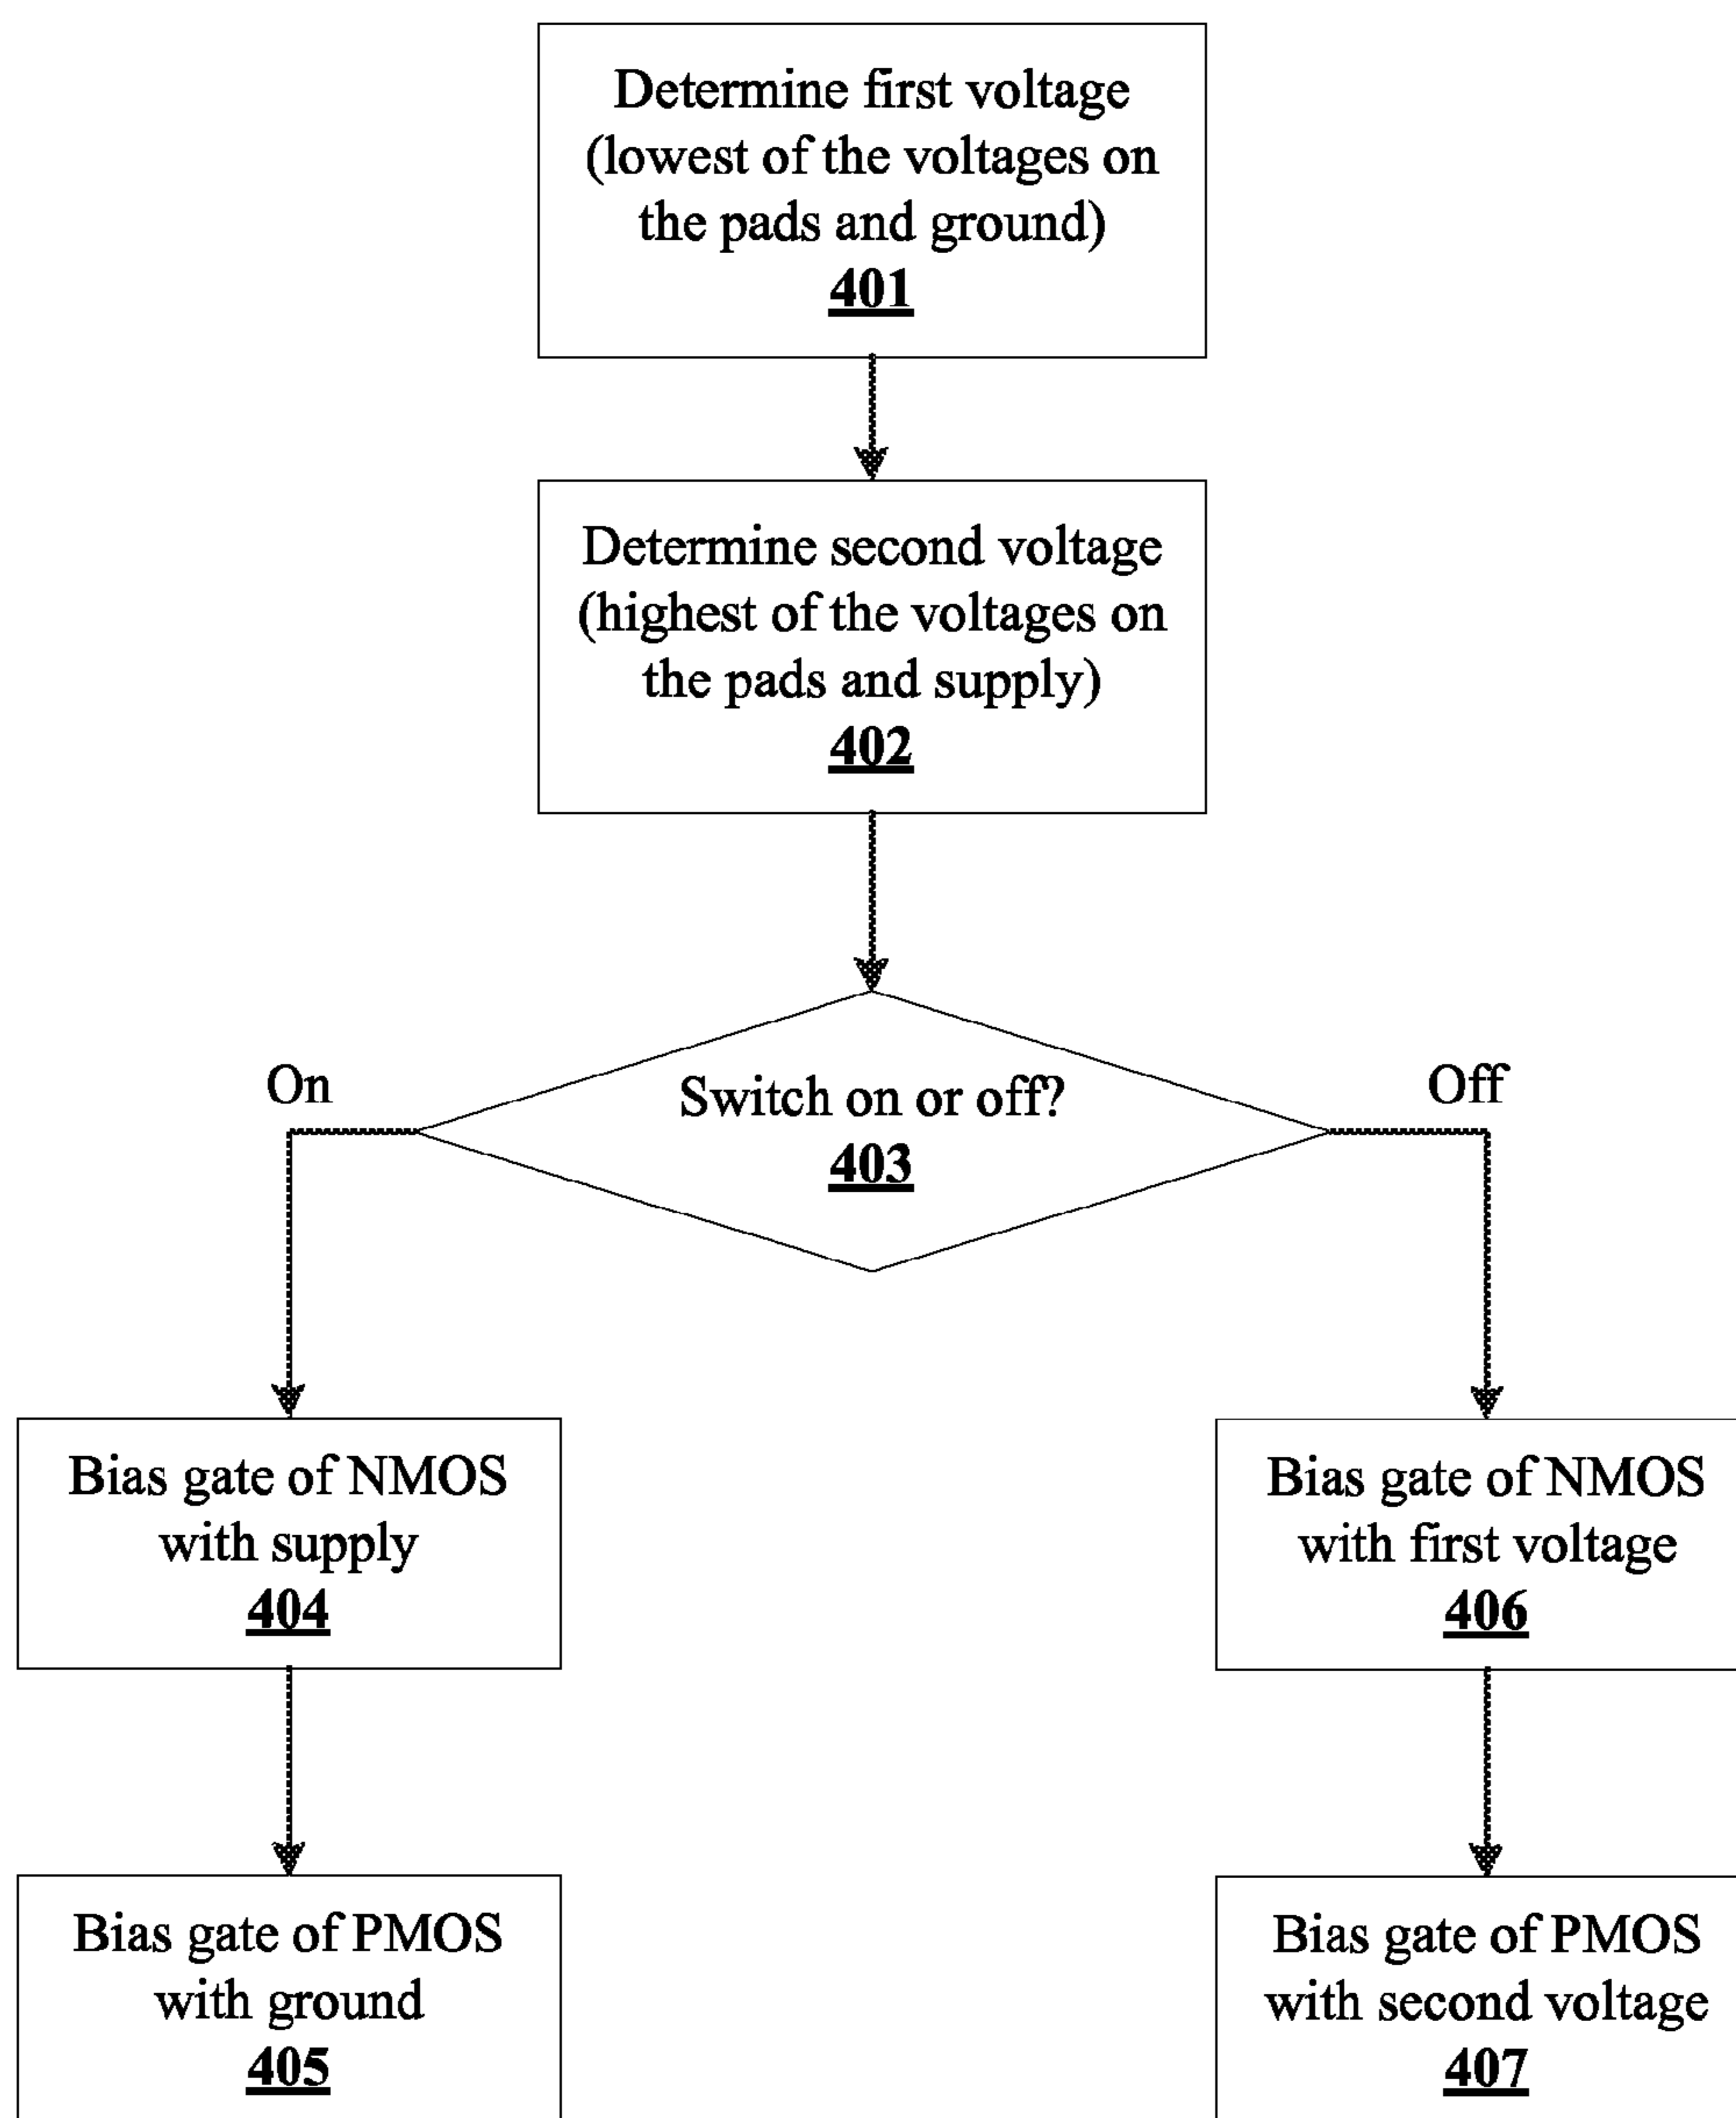 Determine first voltage
(lowest of the voltages on
the pads and ground)
401
Determine second voltage
(highest of the voltages on
the pads and supply)
402
Switch on or off?
403
On
Off
Bias gate of NMOS
with supply
404
Bias gate of PMOS
with ground
405
Bias gate of NMOS
with first voltage
406
Bias gate of PMOS
with second voltage
407